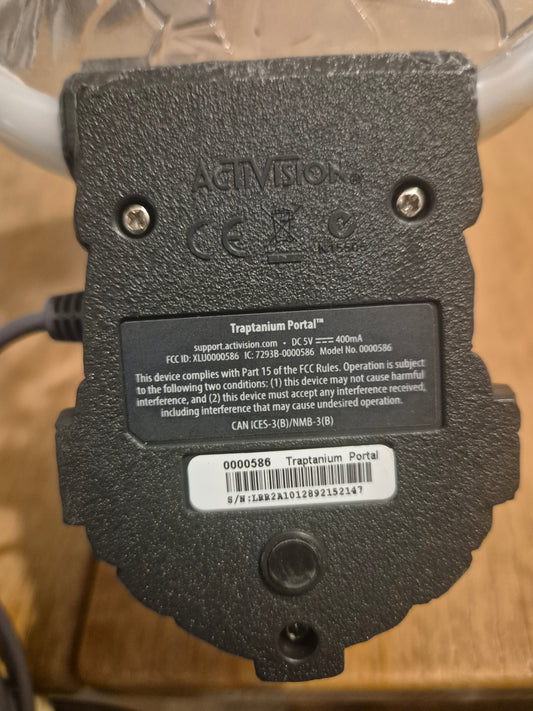 ACTIVISION®
CE
N15605
Traptanium Portal™
support.activision.com • DC 5V ⎓ 400mA
FCC ID: XLU0000586 IC: 7293B-0000586 Model No. 0000586
This device complies with Part 15 of the FCC Rules. Operation is subject
to the following two conditions: (1) this device may not cause harmful
interference, and (2) this device must accept any interference received,
including interference that may cause undesired operation.
CAN ICES-3(B)/NMB-3(B)
0000586 Traptanium Portal
S/N:LRR2A1012892152147